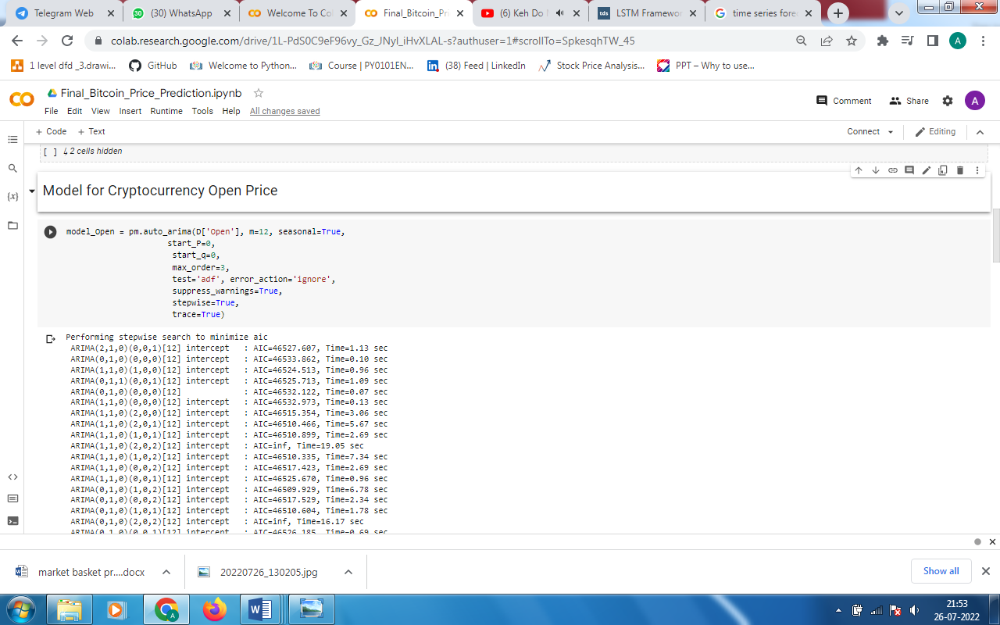 Telegram Web
(30) WhatsApp
Welcome To Col
Final_Bitcoin_Pri
(6) Keh Do N
LSTM Framewor
time series fore
colab.research.google.com/drive/1L-PdS0C9eF96vy_Gz_JNyl_iHvXLAL-s?authuser=1#scrollTo=SpkesqhTW_45
1 level dfd _3.drawi...
GitHub
Welcome to Python...
Course | PY0101EN...
(38) Feed | LinkedIn
Stock Price Analysis...
PPT – Why to use...
Final_Bitcoin_Price_Prediction.ipynb
File Edit View Insert Runtime Tools Help All changes saved
Comment Share A
+ Code + Text
Connect Editing
[ ] ↳ 2 cells hidden
Model for Cryptocurrency Open Price
model_Open = pm.auto_arima(D['Open'], m=12, seasonal=True,
start_P=0,
start_q=0,
max_order=3,
test='adf', error_action='ignore',
suppress_warnings=True,
stepwise=True,
trace=True)
Performing stepwise search to minimize aic
ARIMA(2,1,0)(0,0,1)[12] intercept : AIC=46527.607, Time=1.13 sec
ARIMA(0,1,0)(0,0,0)[12] intercept : AIC=46533.862, Time=0.10 sec
ARIMA(1,1,0)(1,0,0)[12] intercept : AIC=46524.513, Time=0.96 sec
ARIMA(0,1,1)(0,0,1)[12] intercept : AIC=46525.713, Time=1.09 sec
ARIMA(0,1,0)(0,0,0)[12] : AIC=46532.122, Time=0.07 sec
ARIMA(1,1,0)(0,0,0)[12] intercept : AIC=46532.973, Time=0.13 sec
ARIMA(1,1,0)(2,0,0)[12] intercept : AIC=46515.354, Time=3.06 sec
ARIMA(1,1,0)(2,0,1)[12] intercept : AIC=46510.466, Time=5.67 sec
ARIMA(1,1,0)(1,0,1)[12] intercept : AIC=46510.899, Time=2.69 sec
ARIMA(1,1,0)(2,0,2)[12] intercept : AIC=inf, Time=19.05 sec
ARIMA(1,1,0)(1,0,2)[12] intercept : AIC=46510.335, Time=7.34 sec
ARIMA(1,1,0)(0,0,2)[12] intercept : AIC=46517.423, Time=2.69 sec
ARIMA(1,1,0)(0,0,1)[12] intercept : AIC=46525.670, Time=0.96 sec
ARIMA(0,1,0)(1,0,2)[12] intercept : AIC=46509.929, Time=6.78 sec
ARIMA(0,1,0)(0,0,2)[12] intercept : AIC=46517.529, Time=2.34 sec
ARIMA(0,1,0)(1,0,1)[12] intercept : AIC=46510.604, Time=1.78 sec
ARIMA(0,1,0)(2,0,2)[12] intercept : AIC=inf, Time=16.17 sec
ARIMA(0,1,0)(0,0,1)[12] intercept : AIC=46526.185, Time=0.69 sec
market basket pr....docx
20220726_130205.jpg
Show all
21:53
26-07-2022